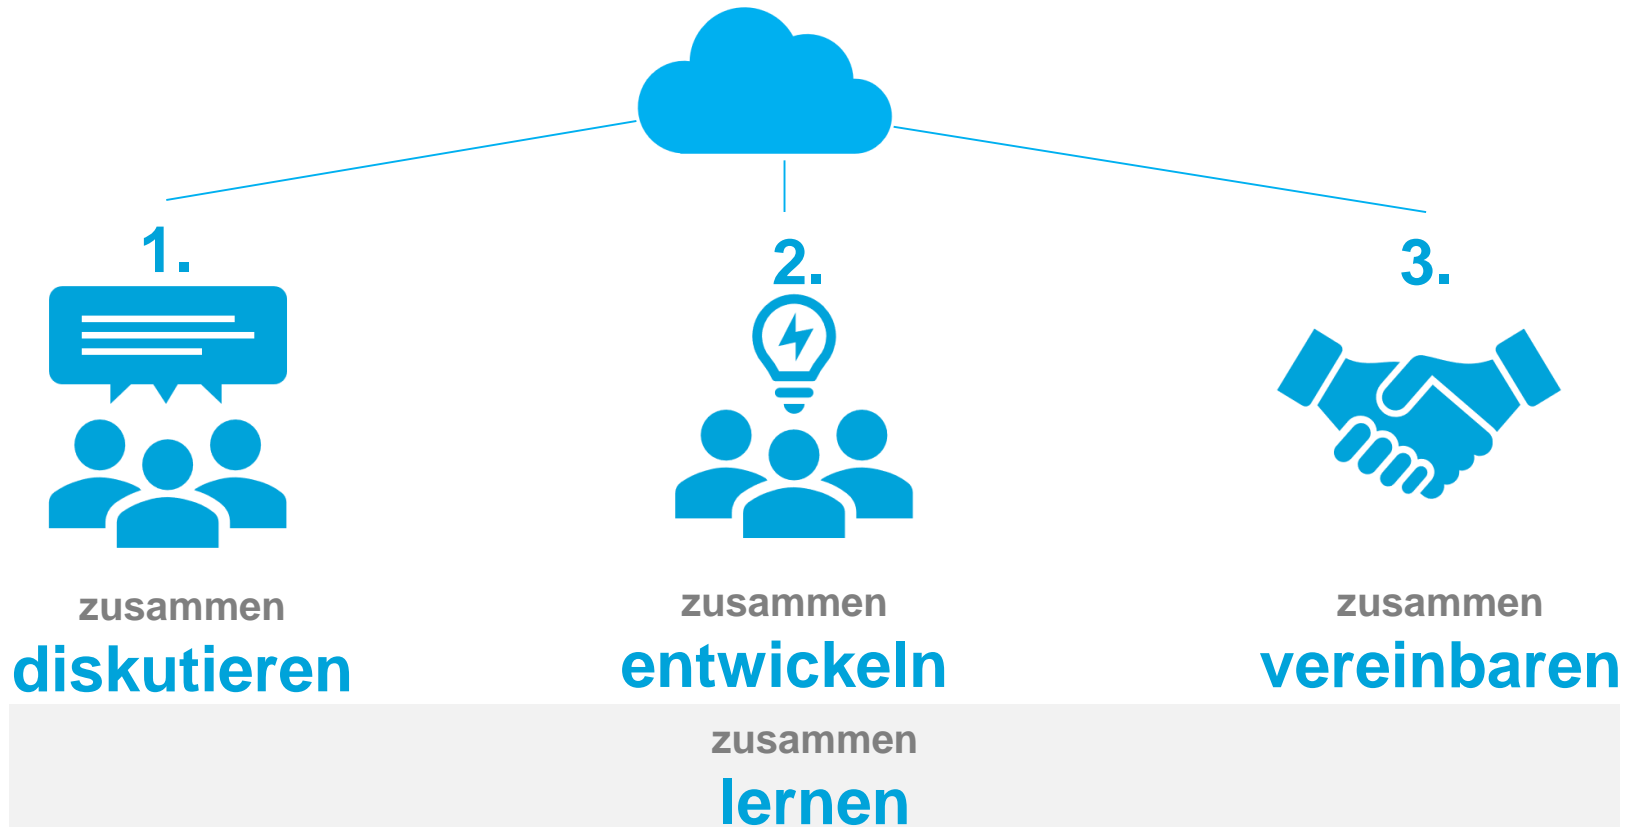 1.
zusammen
diskutieren
2.
zusammen
entwickeln
3.
zusammen
vereinbaren
zusammen
lernen